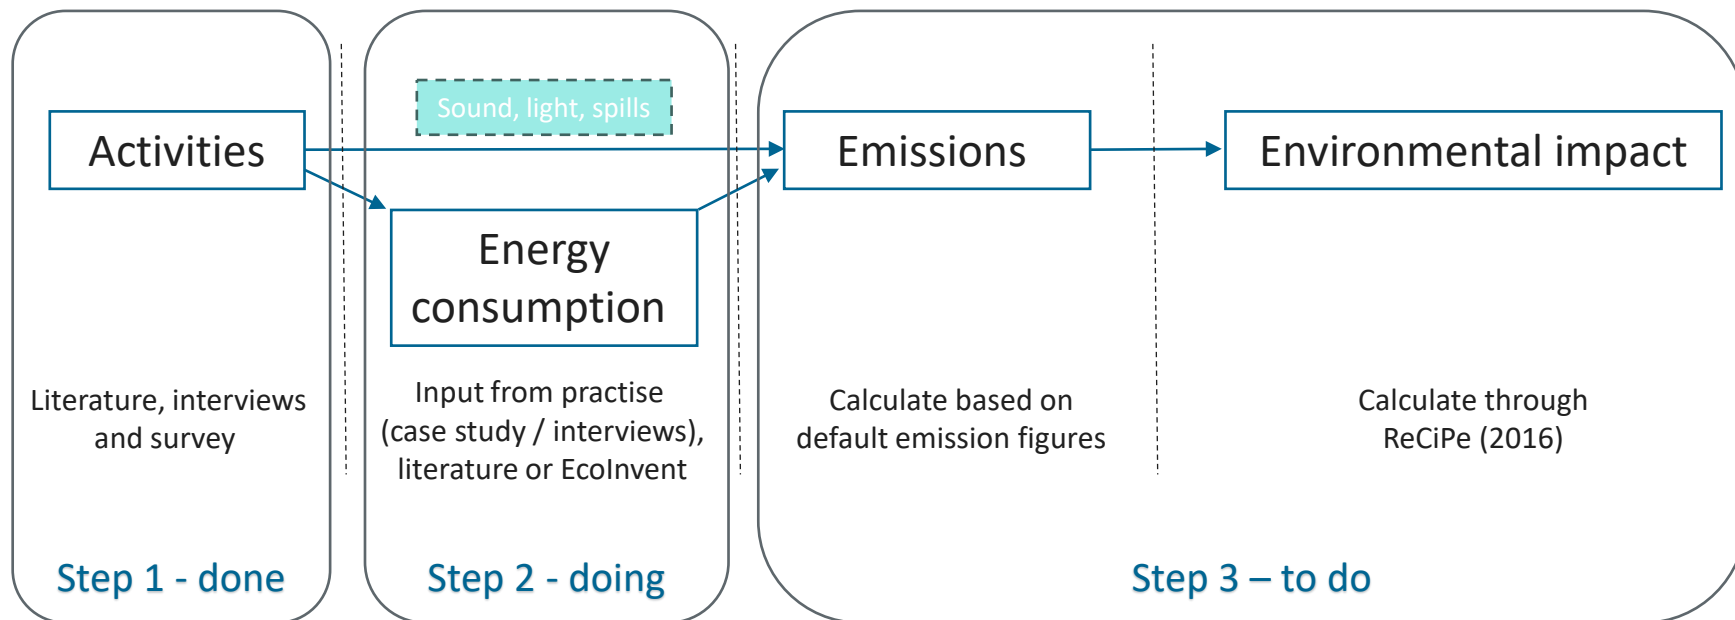 Sound, light, spills
Activities
Emissions
Environmental impact
Energy
consumption
Literature, interviews
and survey
Input from practise
(case study / interviews),
literature or EcoInvent
Calculate based on
default emission figures
Calculate through
ReCiPe (2016)
Step 1 - done
Step 2 - doing
Step 3 – to do